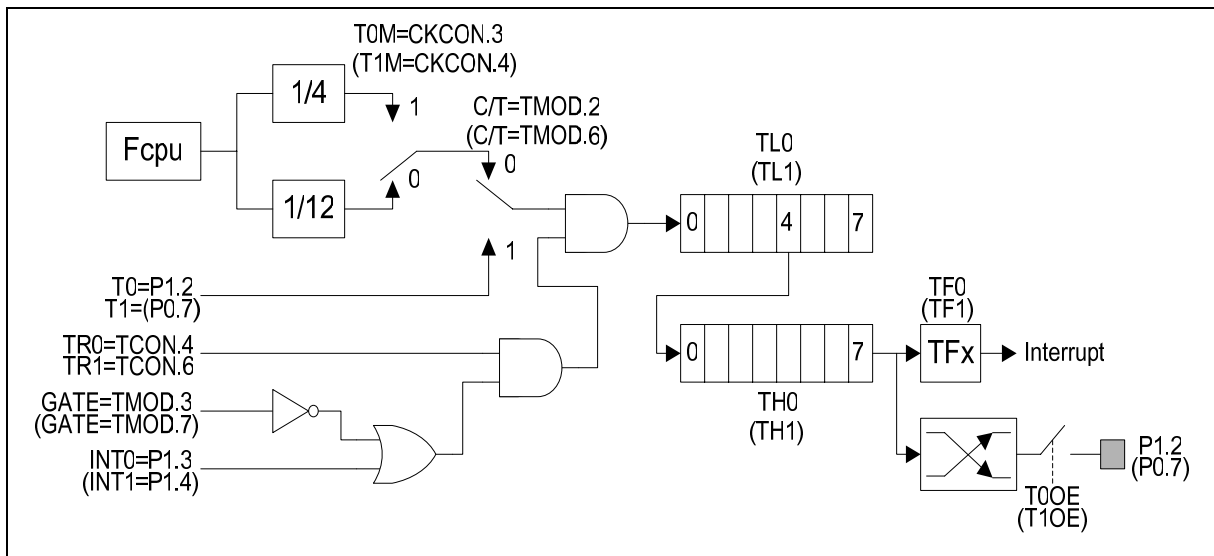 T0M=CKCON.3
(T1M=CKCON.4)
1/4
1
C/T=TMOD.2
(C/T=TMOD.6)
Fcpu
0
0
TL0
(TL1)
1/12
0 4 7
1
T0=P1.2
T1=(P0.7)
TF0
(TF1)
TR0=TCON.4
TR1=TCON.6
0 7
TFx
Interrupt
GATE=TMOD.3
(GATE=TMOD.7)
TH0
(TH1)
INT0=P1.3
(INT1=P1.4)
P1.2
(P0.7)
T0OE
(T1OE)